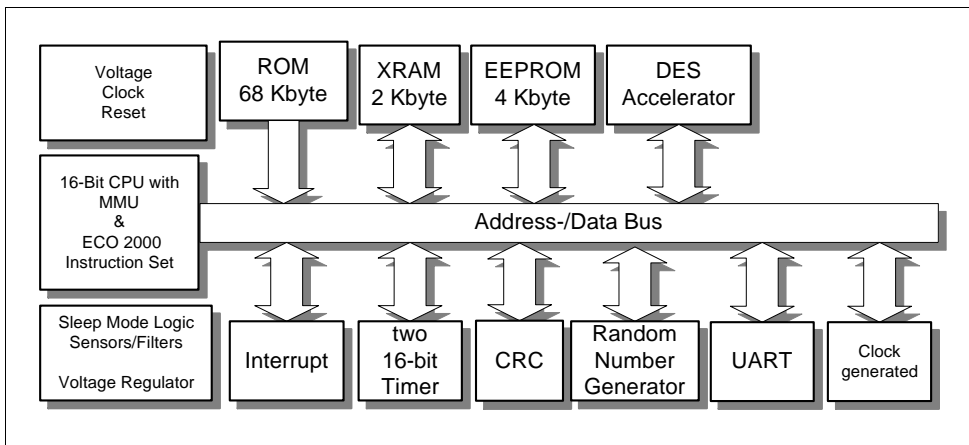 Voltage
Clock
Reset
ROM
68 Kbyte
XRAM
2 Kbyte
EEPROM
4 Kbyte
DES
Accelerator
16-Bit CPU with
MMU
&
ECO 2000
Instruction Set
Address-/Data Bus
Sleep Mode Logic
Sensors/Filters
Voltage Regulator
Interrupt
two
16-bit
Timer
CRC
Random
Number
Generator
UART
Clock
generated